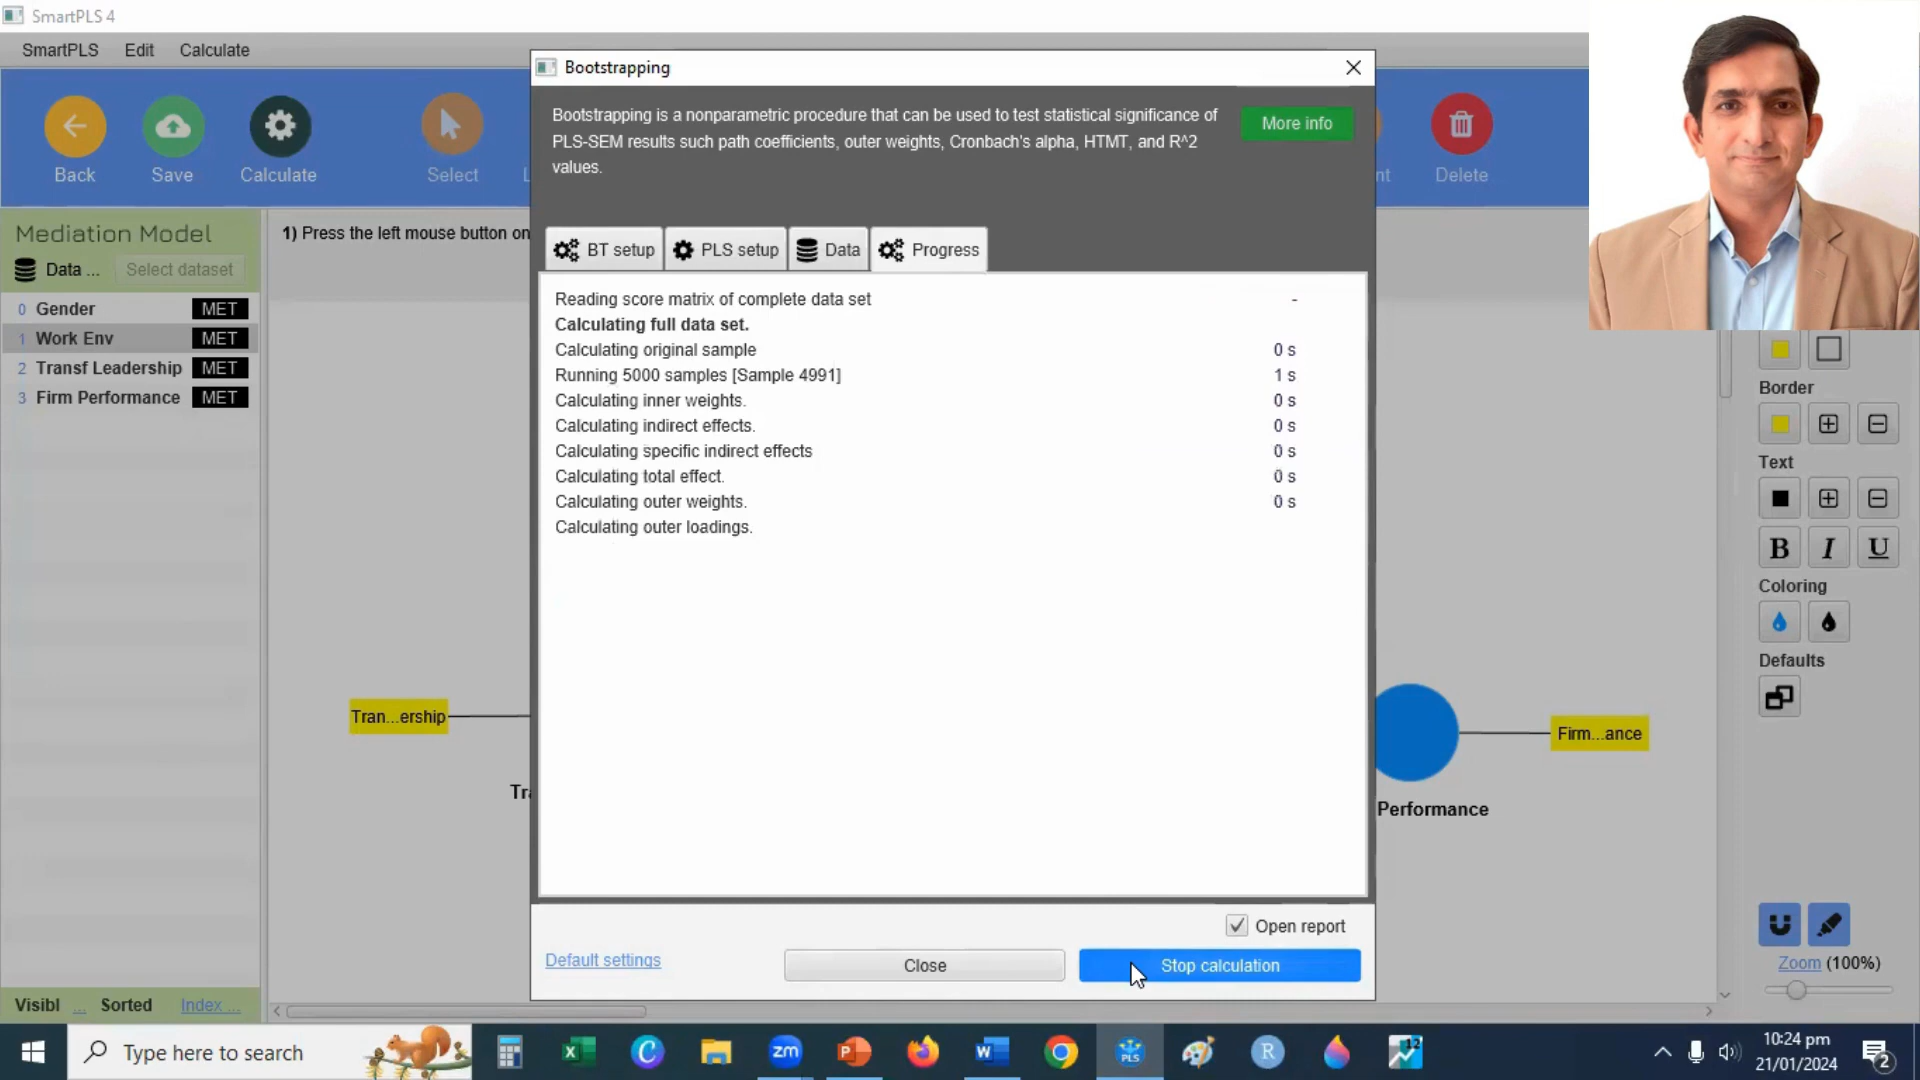 SmartPLS 4
SmartPLS Edit Calculate
Back Save Calculate Select Delete
Mediation Model
Data ... Select dataset
0 Gender MET
1 Work Env MET
2 Transf Leadership MET
3 Firm Performance MET
Visibl ... Sorted Index ...
1) Press the left mouse button on
Tran...ership
Bootstrapping
Bootstrapping is a nonparametric procedure that can be used to test statistical significance of
PLS-SEM results such path coefficients, outer weights, Cronbach's alpha, HTMT, and R^2
values.
More info
BT setup PLS setup Data Progress
Reading score matrix of complete data set -
Calculating full data set.
Calculating original sample 0 s
Running 5000 samples [Sample 4991] 1 s
Calculating inner weights. 0 s
Calculating indirect effects. 0 s
Calculating specific indirect effects 0 s
Calculating total effect. 0 s
Calculating outer weights. 0 s
Calculating outer loadings.
Open report
Default settings Close Stop calculation
Firm...ance
Performance
Border
Text
B I U
Coloring
Defaults
Zoom (100%)
Type here to search
zm
PLS
R
12
10:24 pm
21/01/2024
2